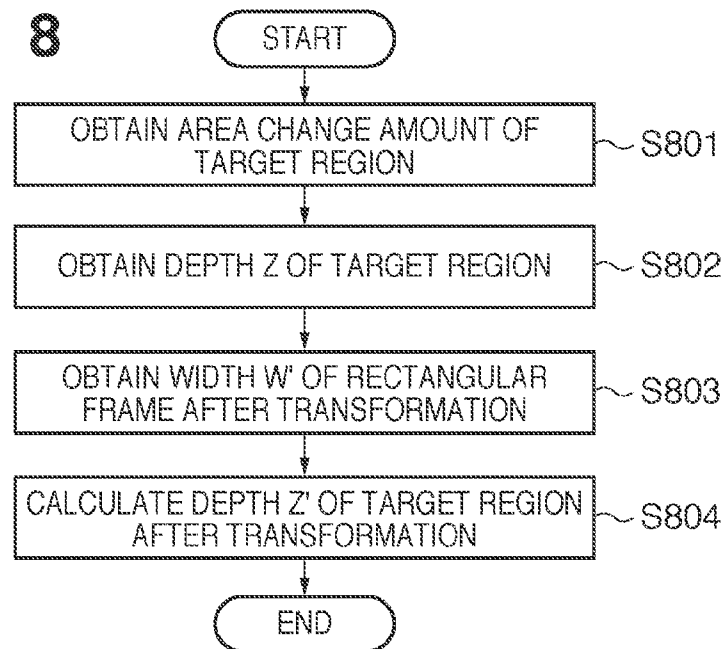 8
START
OBTAIN AREA CHANGE AMOUNT OF
TARGET REGION
S801
OBTAIN DEPTH Z OF TARGET REGION
S802
OBTAIN WIDTH W' OF RECTANGULAR
FRAME AFTER TRANSFORMATION
S803
CALCULATE DEPTH Z' OF TARGET REGION
AFTER TRANSFORMATION
S804
END